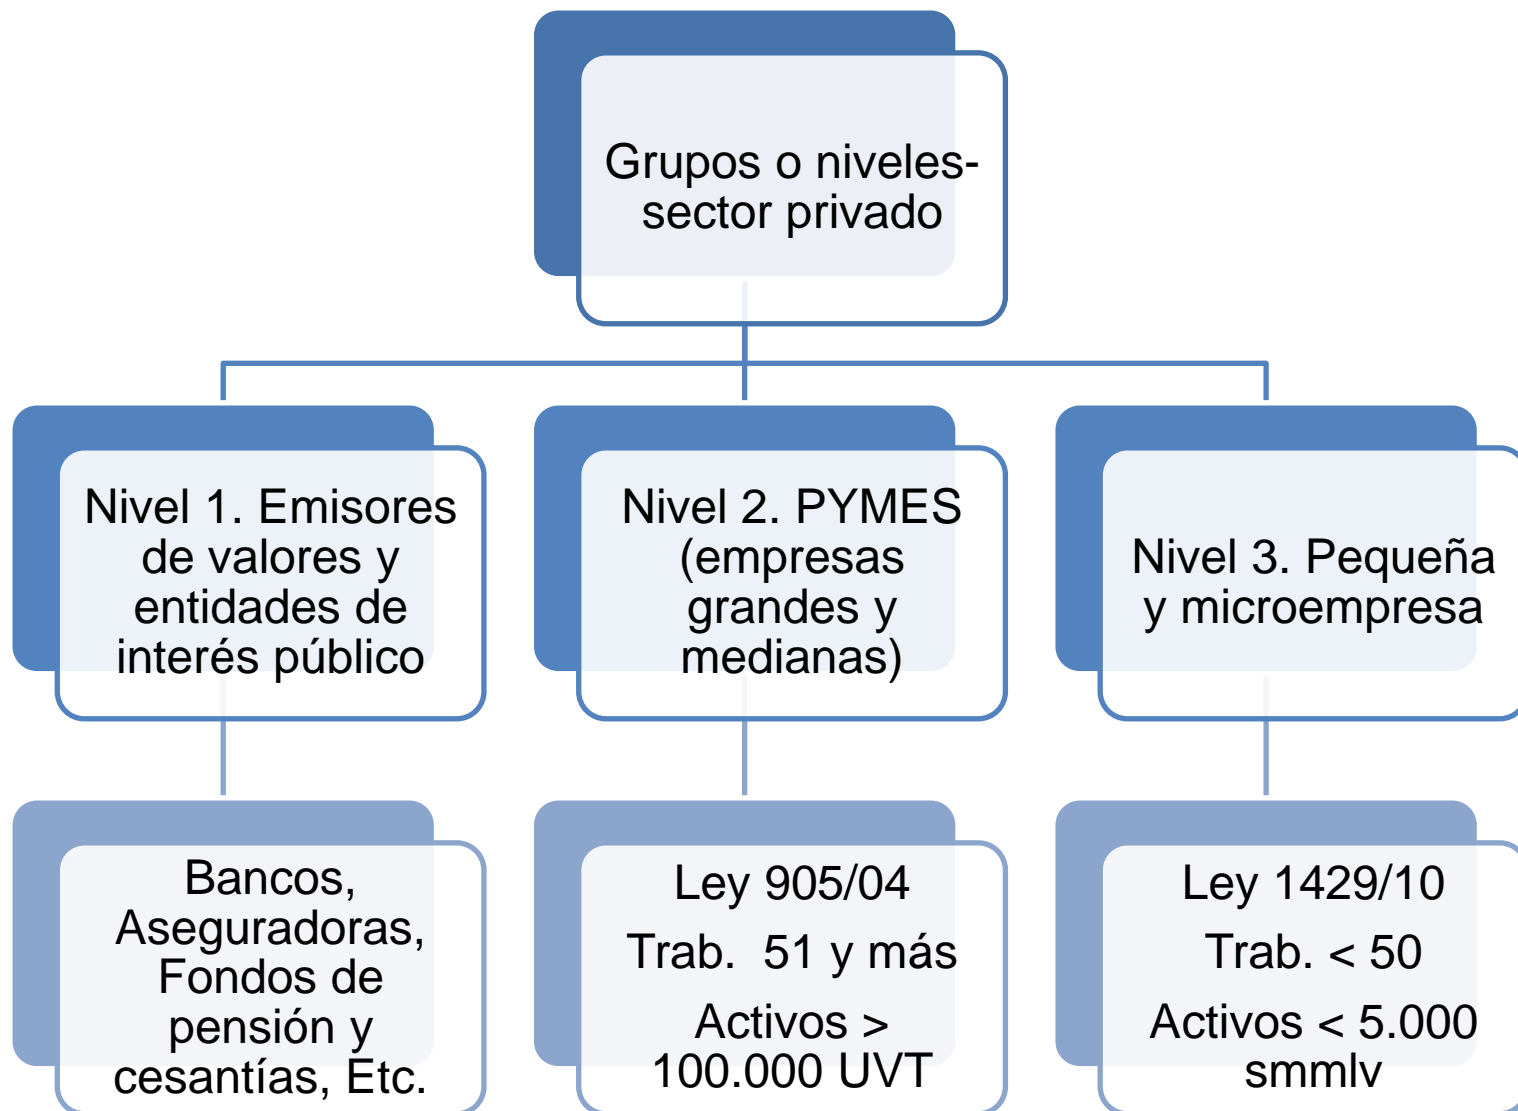 Grupos o niveles-
sector privado
Nivel 1. Emisores
de valores y
entidades de
interés público
Nivel 2. PYMES
(empresas
grandes y
medianas)
Nivel 3. Pequeña
y microempresa
Bancos,
Aseguradoras,
Fondos de
pensión y
cesantías, Etc.
Ley 905/04
Trab.  51 y más
Activos >
100.000 UVT
Ley 1429/10
Trab. < 50
Activos < 5.000
smmlv